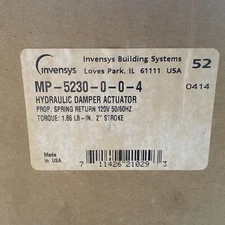 Invensys Building Systems
52
invensys
Loves Park, Il 61111 USA
MP-5230-0-0-4
0414
HYDRAULIC DAMPER ACTUATOR
PROP. SPRING RETURN 120V 50/60HZ
TORQUE: 1.86 LB-IN. 2" STROKE
Made
in USA
7 11426 21029 3